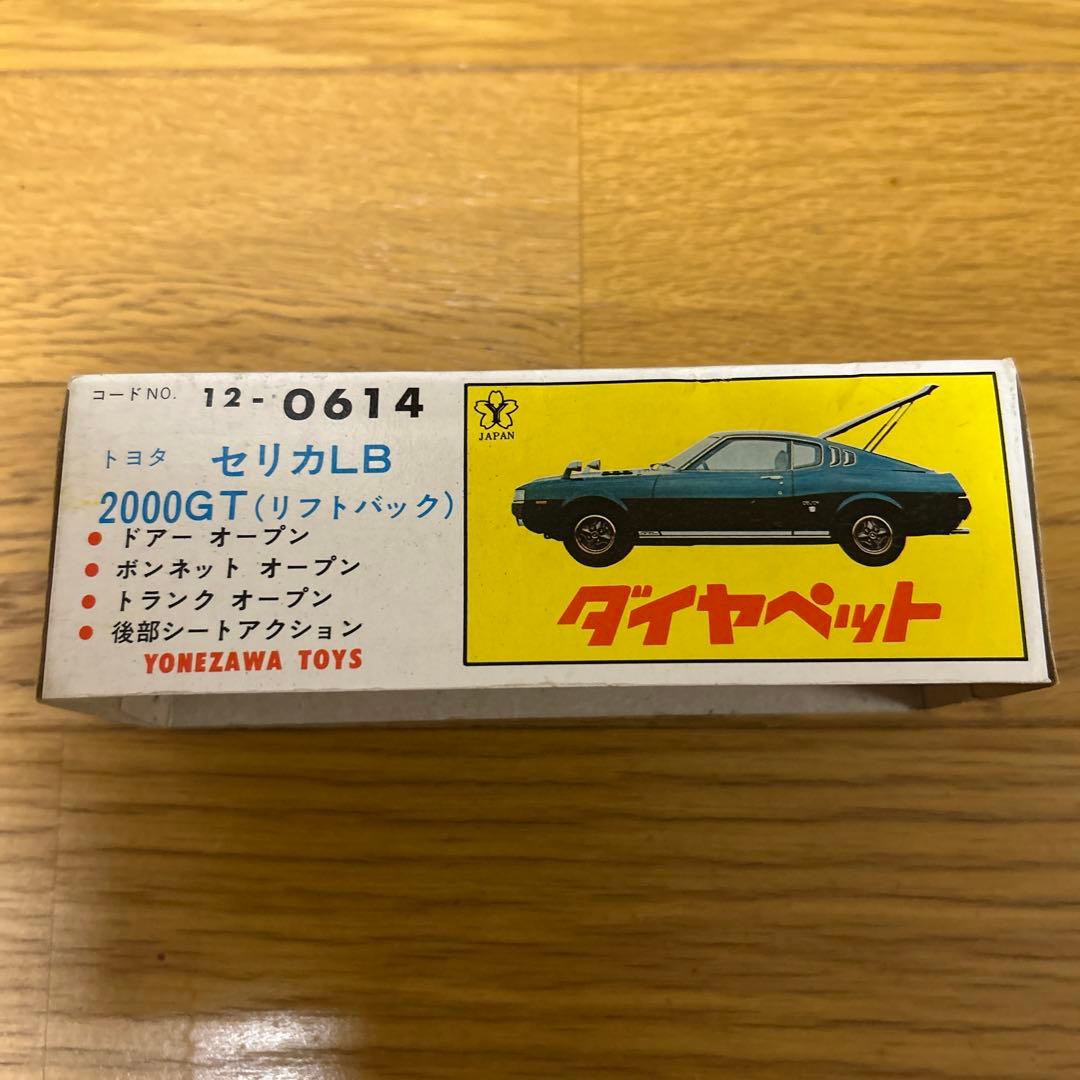 コードNO. 12-0614
トヨタ セリカLB
2000GT(リフトバック)
● ドアー オープン
● ボンネット オープン
● トランク オープン
● 後部シートアクション
YONEZAWA TOYS
Y
JAPAN
ダイヤペット